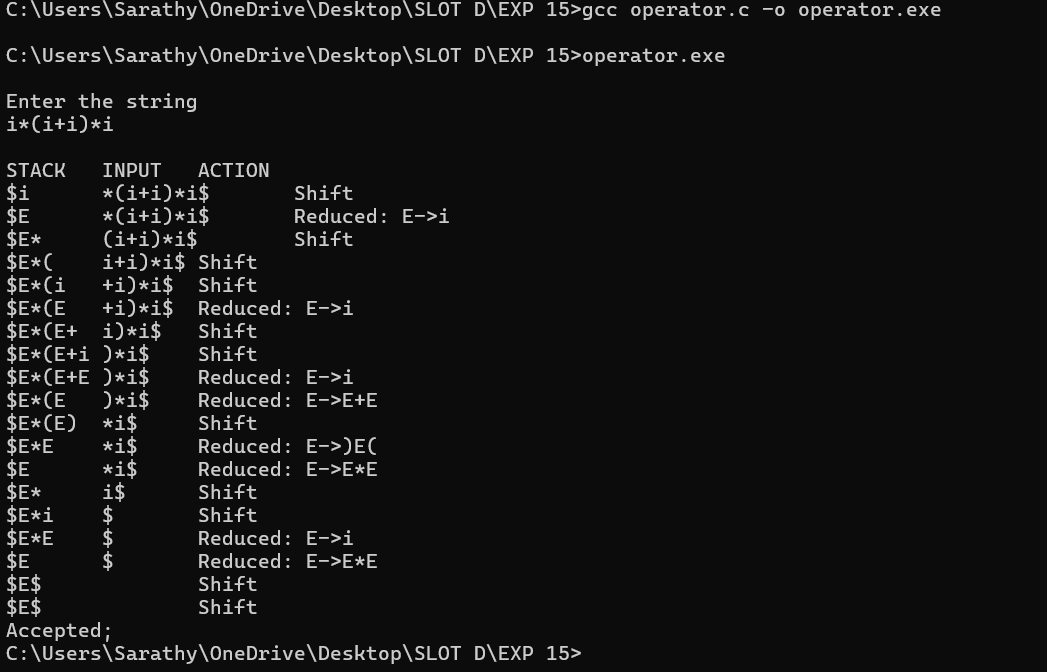 C:\Users\Sarathy\OneDrive\Desktop\SLOT D\EXP 15>gcc operator.c -o operator.exe
C:\Users\Sarathy\OneDrive\Desktop\SLOT D\EXP 15>operator.exe
Enter the string
i*(i+i)*i
STACK   INPUT   ACTION
$i      *(i+i)*i$       Shift
$E      *(i+i)*i$       Reduced: E->i
$E*     (i+i)*i$        Shift
$E*(    i+i)*i$ Shift
$E*(i   +i)*i$  Shift
$E*(E   +i)*i$  Reduced: E->i
$E*(E+  i)*i$   Shift
$E*(E+i )*i$    Shift
$E*(E+E )*i$    Reduced: E->i
$E*(E   )*i$    Reduced: E->E+E
$E*(E)  *i$     Shift
$E*E    *i$     Reduced: E->)E(
$E      *i$     Reduced: E->E*E
$E*     i$      Shift
$E*i    $       Shift
$E*E    $       Reduced: E->i
$E      $       Reduced: E->E*E
$E$             Shift
$E$             Shift
Accepted;
C:\Users\Sarathy\OneDrive\Desktop\SLOT D\EXP 15>